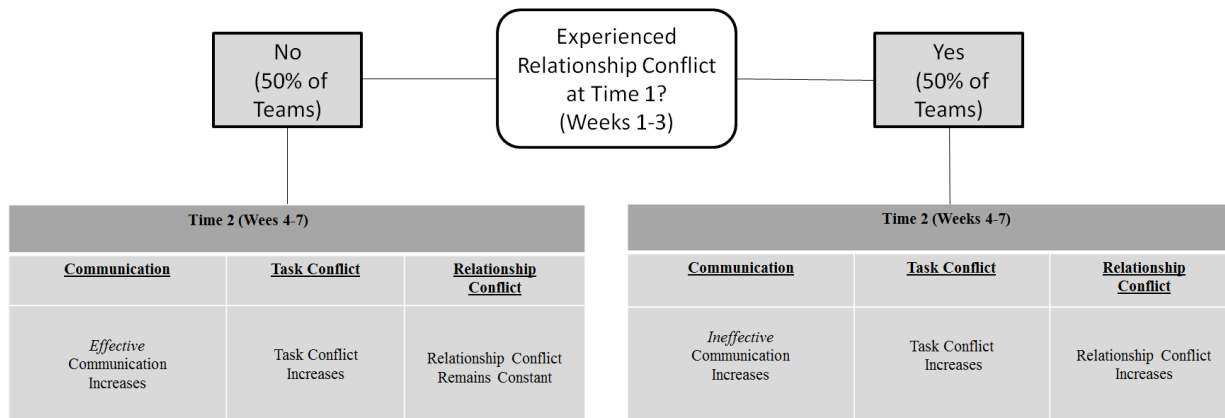 No
(50% of
Teams)
Experienced
Relationship Conflict
at Time 1?
(Weeks 1-3)
Yes
(50% of
Teams)
Time 2 (Wees 4-7)
Communication
Task Conflict
Relationship
Conflict
Effective
Communication
Increases
Task Conflict
Increases
Relationship Conflict
Remains Constant
Time 2 (Weeks 4-7)
Communication
Task Conflict
Relationship
Conflict
Ineffective
Communication
Increases
Task Conflict
Increases
Relationship Conflict
Increases